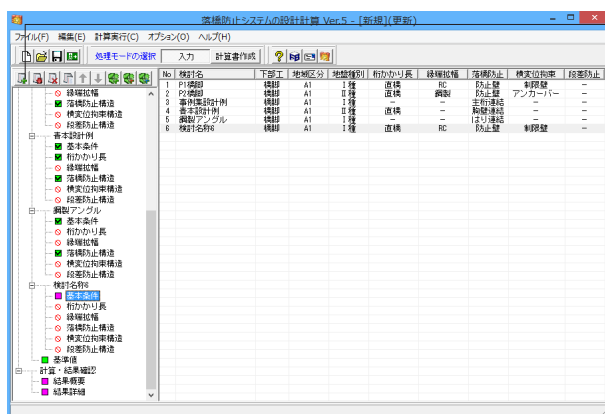 落橋防止システムの設計計算 Ver.5 - [新規](更新)
ファイル(F) 編集(E) 計算実行(C) オプション(O) ヘルプ(H)
処理モードの選択 入力 計算書作成
No 検討名 下部工 地域区分 地盤種別 桁かかり長 縁端拡幅 落橋防止 横変位拘束 段差防止
1 P1橋脚 橋脚 A1 Ⅰ種 直橋 RC 防止壁 制限壁 −
2 P2橋脚 橋脚 A1 Ⅱ種 直橋 鋼製 防止壁 アンカーバー −
3 事例集設計例 橋脚 A1 Ⅰ種 − − 主桁連結 − −
4 青本設計例 橋脚 A1 Ⅱ種 直橋 − 胸壁連結 − −
5 鋼製アングル 橋脚 A1 Ⅰ種 − − はり連結 − −
6 検討名称6 橋脚 A1 Ⅰ種 直橋 RC 防止壁 制限壁 −
縁端拡幅
落橋防止構造
横変位拘束構造
段差防止構造
青本設計例
基本条件
桁かかり長
縁端拡幅
落橋防止構造
横変位拘束構造
段差防止構造
鋼製アングル
基本条件
桁かかり長
縁端拡幅
落橋防止構造
横変位拘束構造
段差防止構造
検討名称6
基本条件
桁かかり長
縁端拡幅
落橋防止構造
横変位拘束構造
段差防止構造
基準値
計算・結果確認
結果概要
結果詳細